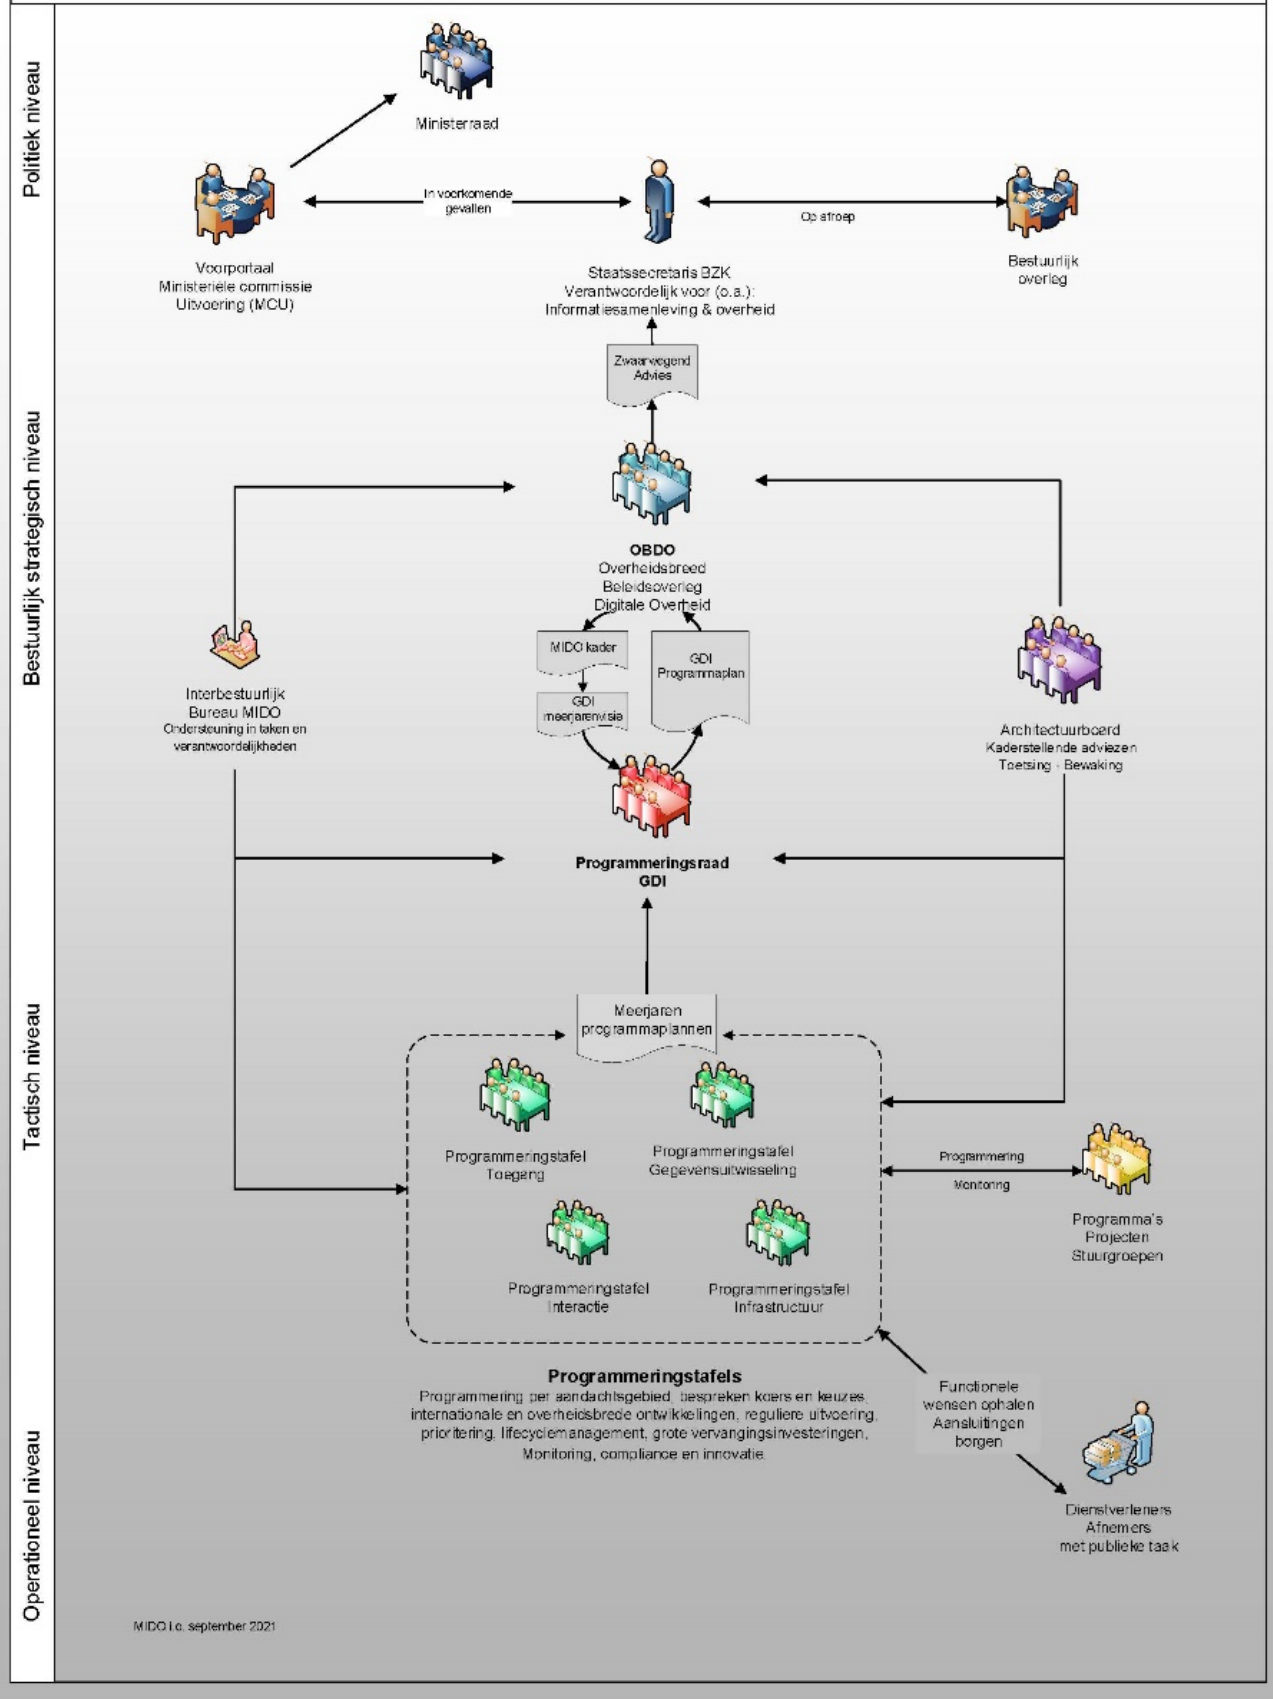 Politiek niveau
Ministerraad
In voorkomende
gevallen
Op afroep
Voorportaal
Ministeriële commissie
Uitvoering (MCU)
Staatssecretaris BZK
Verantwoordelijk voor (o.a.):
Informatiesamenleving & overheid
Bestuurlijk
overleg
Zwaarwegend
Advies
Bestuurlijk strategisch niveau
OBDO
Overheidsbreed
Beleidsoverleg
Digitale Overheid
MIDO kader
GDI
meerjarenvisie
GDI
Programmaplan
Interbestuurlijk
Bureau MIDO
Ondersteuning in taken en
verantwoordelijkheden
Architectuurboard
Kaderstellende adviezen
Toetsing - Bewaking
Programmeringsraad
GDI
Tactisch niveau
Meerjaren
programmaplannen
Programmeringstafel
Toegang
Programmeringstafel
Gegevensuitwisseling
Programmering
Monitoring
Programma's
Projecten
Stuurgroepen
Programmeringstafel
Interactie
Programmeringstafel
Infrastructuur
Programmeringstafels
Programmering per aandachtsgebied, bespreken koers en keuzes,
internationale en overheidsbrede ontwikkelingen, reguliere uitvoering,
prioritering, lifecyclemanagement, grote vervangingsinvesteringen,
Monitoring, compliance en innovatie.
Functionele
wensen ophalen
Aansluitingen
borgen
Operationeel niveau
Dienstverleners
Afnemers
met publieke taak
MIDO i.o. september 2021